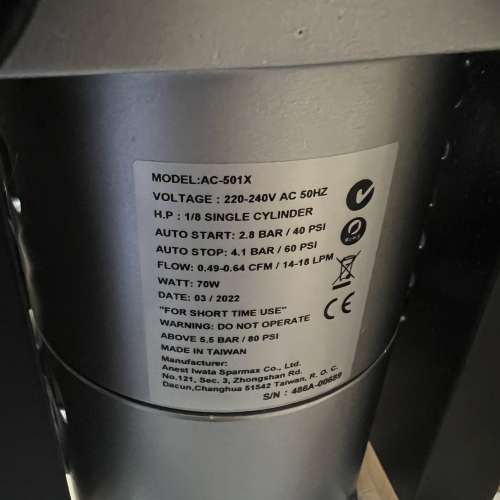 MODEL:AC-501X
VOLTAGE : 220-240V AC 50HZ
H.P : 1/8 SINGLE CYLINDER
AUTO START: 2.8 BAR / 40 PSI
AUTO STOP: 4.1 BAR / 60 PSI
FLOW: 0.49-0.64 CFM / 14-18 LPM
WATT: 70W
DATE: 03 / 2022
"FOR SHORT TIME USE"
WARNING: DO NOT OPERATE
ABOVE 5.5 BAR / 80 PSI
MADE IN TAIWAN
Manufacturer:
Anest Iwata Sparmax Co., Ltd.
No.121, Sec. 3, Zhongshan Rd.
Dacun,Changhua 51542 Taiwan, R. O. C.
S/N : 486A-00689
CE